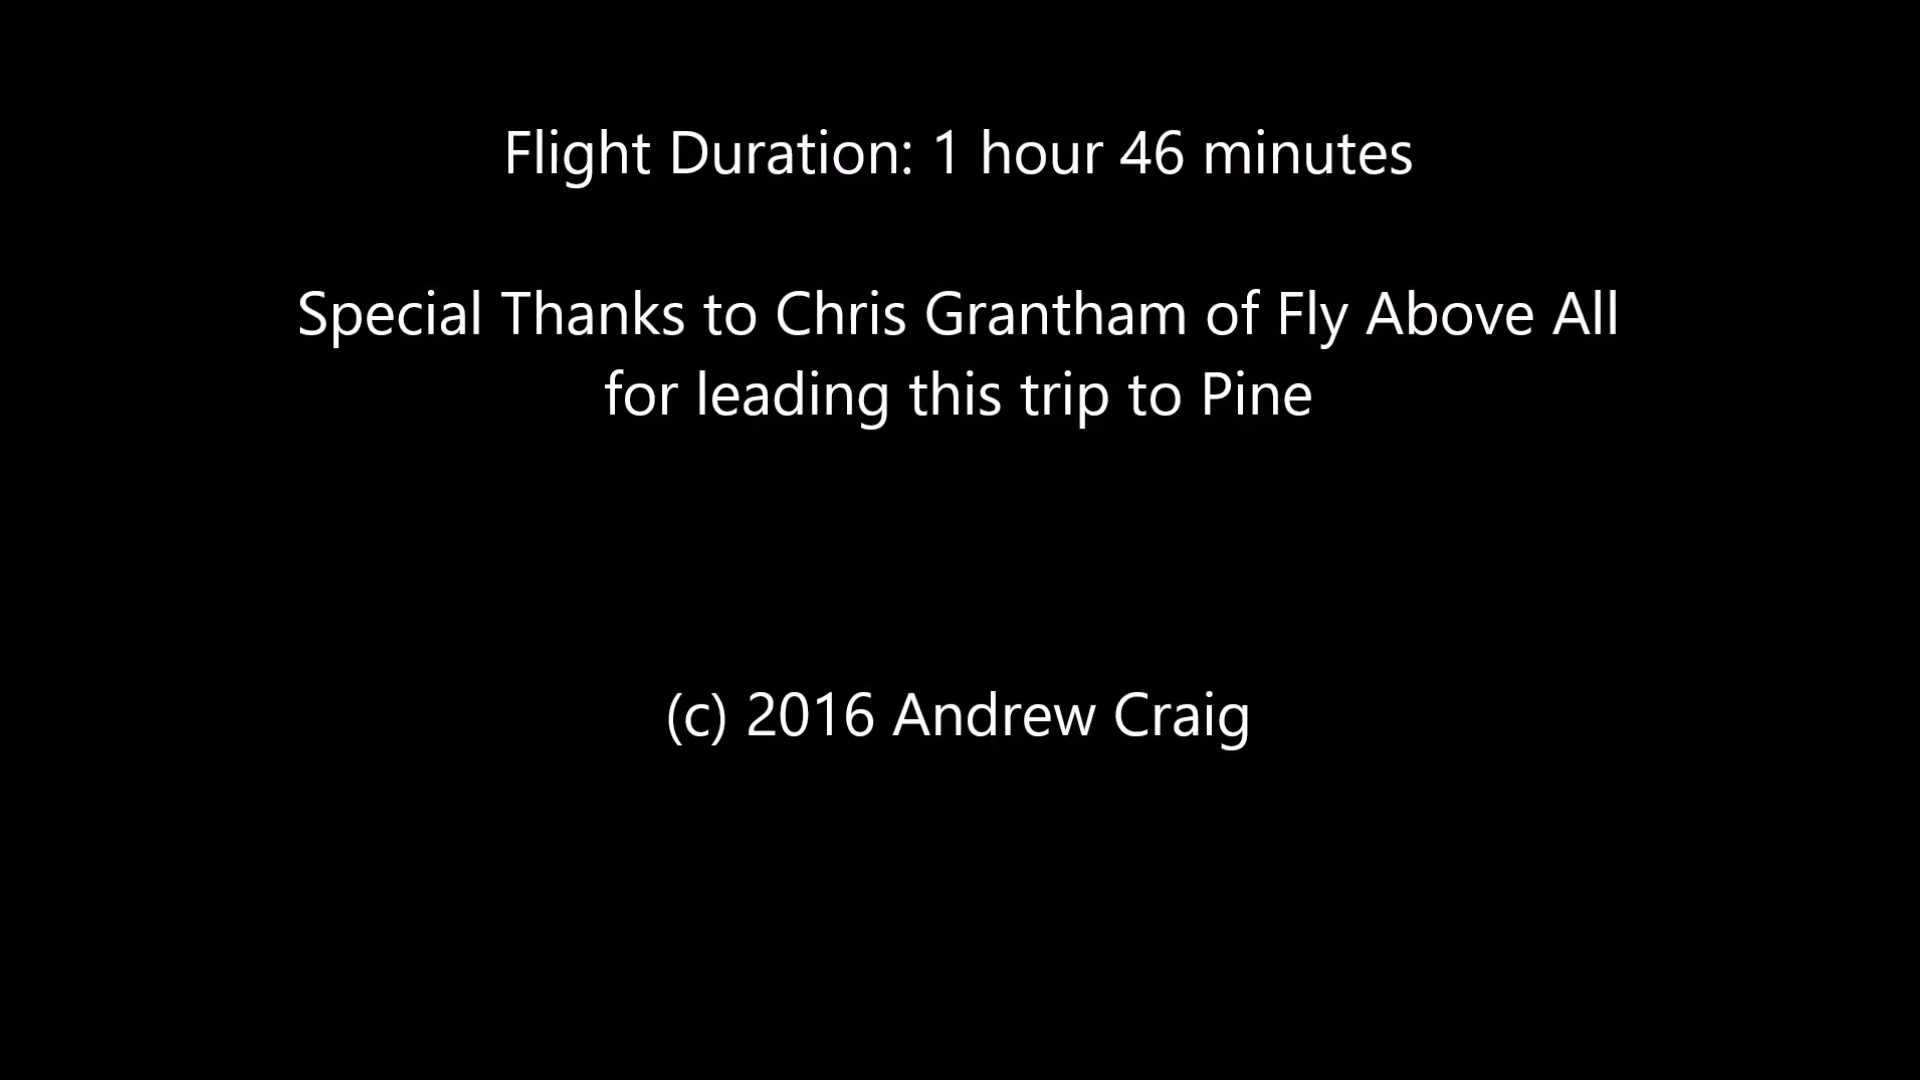 Flight Duration: 1 hour 46 minutes
Special Thanks to Chris Grantham of Fly Above All
for leading this trip to Pine
(c) 2016 Andrew Craig